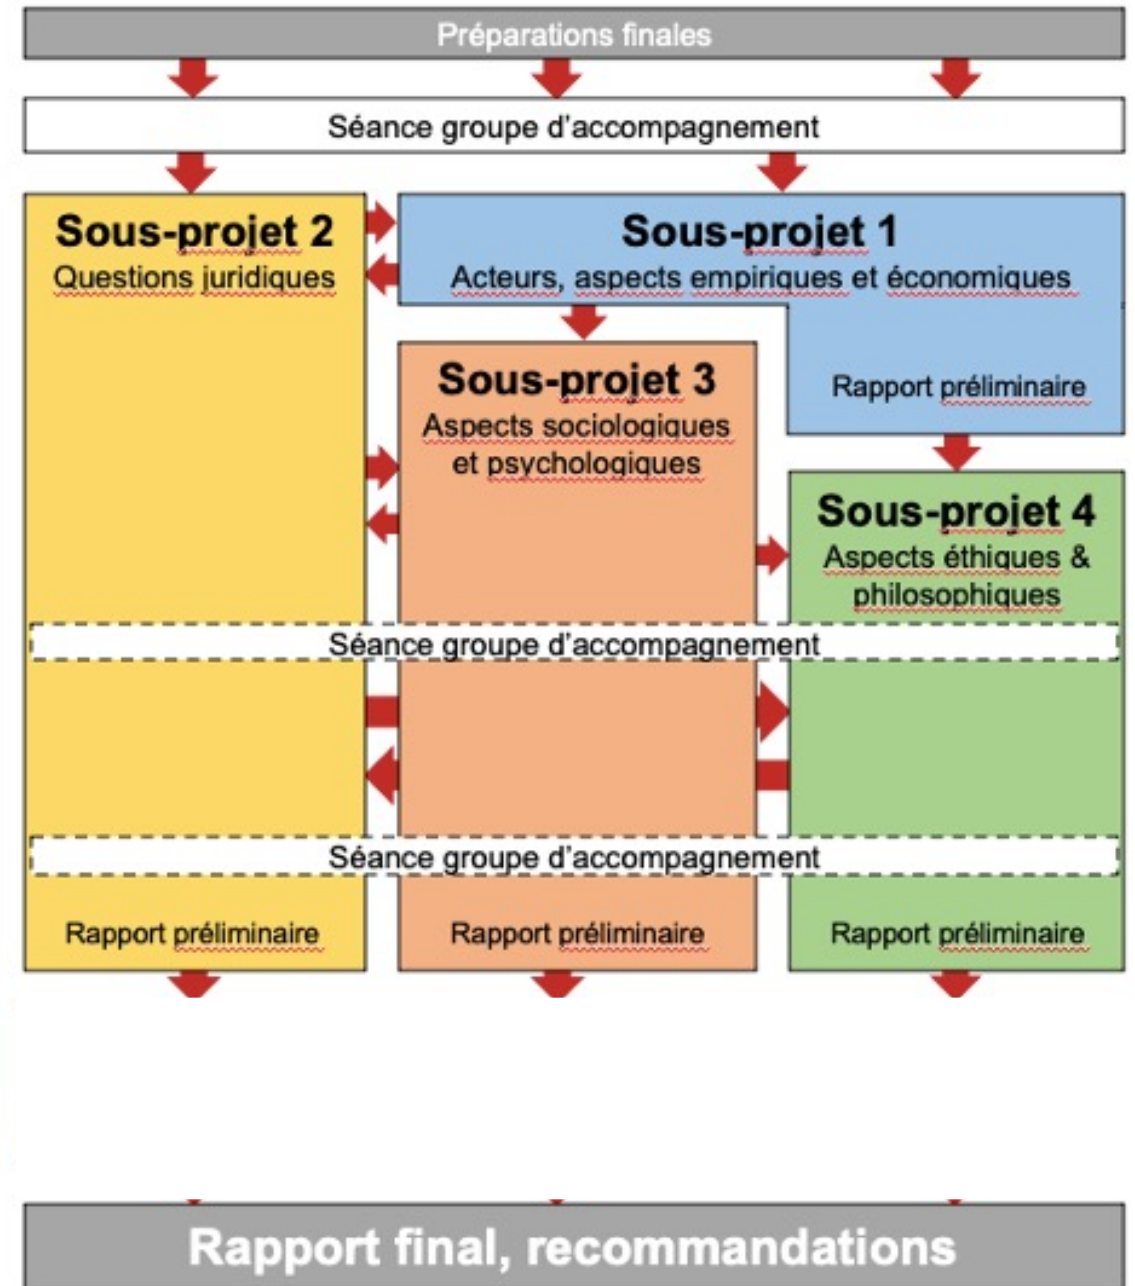 Préparations finales
Séance groupe d'accompagnement
Sous-projet 2
Questions juridiques
Sous-projet 1
Acteurs, aspects empiriques et économiques
Rapport préliminaire
Sous-projet 3
Aspects sociologiques
et psychologiques
Sous-projet 4
Aspects éthiques &
philosophiques
Séance groupe d'accompagnement
Séance groupe d'accompagnement
Rapport préliminaire
Rapport préliminaire
Rapport préliminaire
Rapport final, recommandations